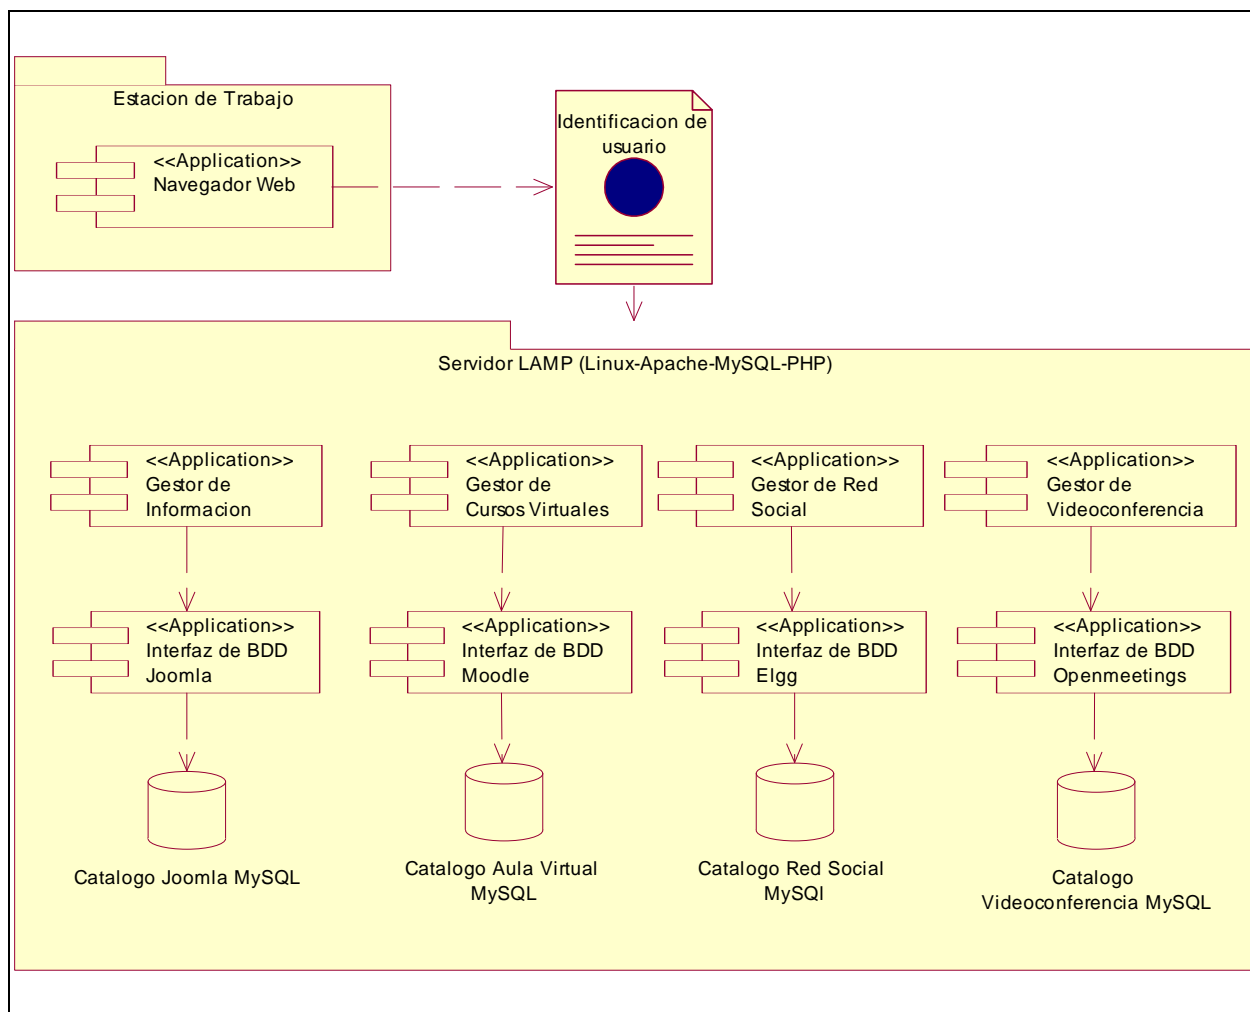 Estacion de Trabajo
<<Application>>
Navegador Web
Identificacion de
usuario
Servidor LAMP (Linux-Apache-MySQL-PHP)
<<Application>>
Gestor de
Informacion
<<Application>>
Gestor de
Cursos Virtuales
<<Application>>
Gestor de Red
Social
<<Application>>
Gestor de
Videoconferencia
<<Application>>
Interfaz de BDD
Joomla
<<Application>>
Interfaz de BDD
Moodle
<<Application>>
Interfaz de BDD
Elgg
<<Application>>
Interfaz de BDD
Openmeetings
Catalogo Joomla MySQL
Catalogo Aula Virtual
MySQL
Catalogo Red Social
MySQl
Catalogo
Videoconferencia MySQL